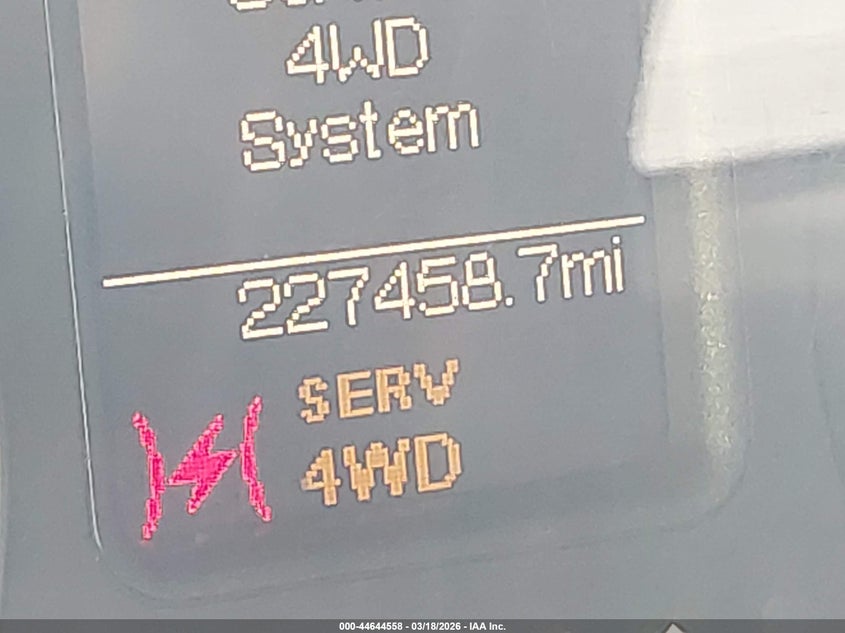 4WD
System
227458.7mi
SERV
4WD
000-44644558 - 03/18/2026 - IAA Inc.